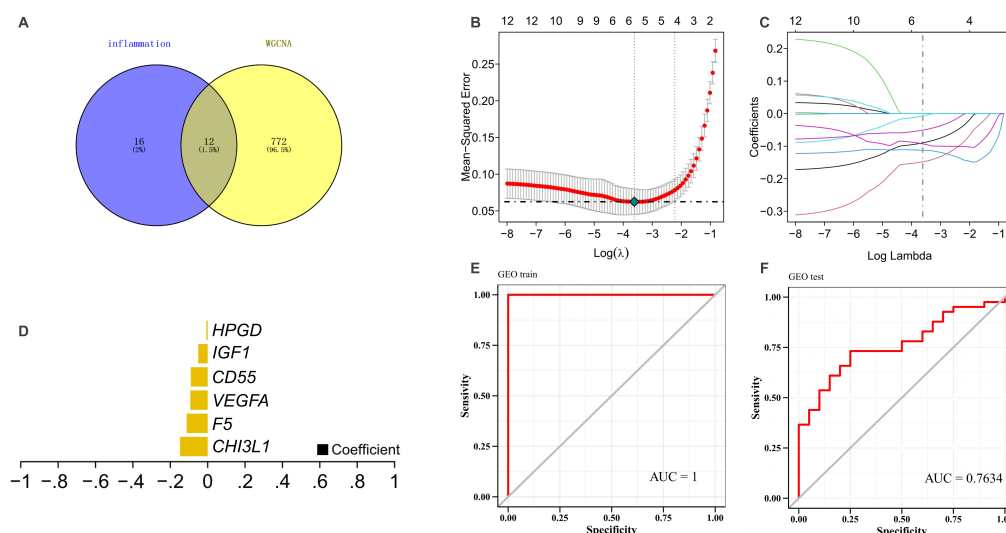 A
inflammation
WGCNA
16
(2%)
12
(1.5%)
772
(96.5%)
B
12 12 12 11 10 9 9 6 5 5 4 2
Mean−Squared Error
0.25
0.20
0.15
0.10
0.05
−8 −7 −6 −5 −4 −3 −2 −1
Log(λ)
C
12 10 6 4
Coefficients
0.2
0.1
0.0
−0.1
−0.2
−0.3
−8 −7 −6 −5 −4 −3 −2 −1
Log Lambda
D
HPGD
IGF1
CD55
VEGFA
F5
CHI3L1
Coefficient
−1 −.8 −.6 −.4 −.2 0 .2 .4 .6 .8 1
E
GEO train
Sensivity
1.00
0.75
0.50
0.25
0.00
AUC = 1
0.00 0.25 0.50 0.75 1.00
Specificity
F
GEO test
Sensivity
1.00
0.75
0.50
0.25
0.00
AUC = 0.7634
0.00 0.25 0.50 0.75 1.0
Specificity